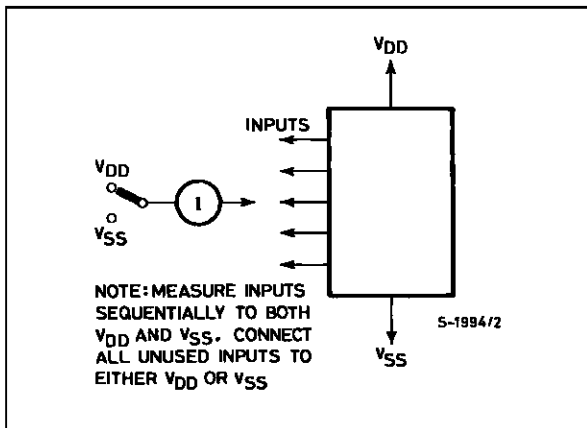 VDD
INPUTS
VDD
I
VSS
NOTE: MEASURE INPUTS
SEQUENTIALLY TO BOTH
VDD AND VSS. CONNECT
ALL UNUSED INPUTS TO
EITHER VDD OR VSS
S-1994/2
VSS